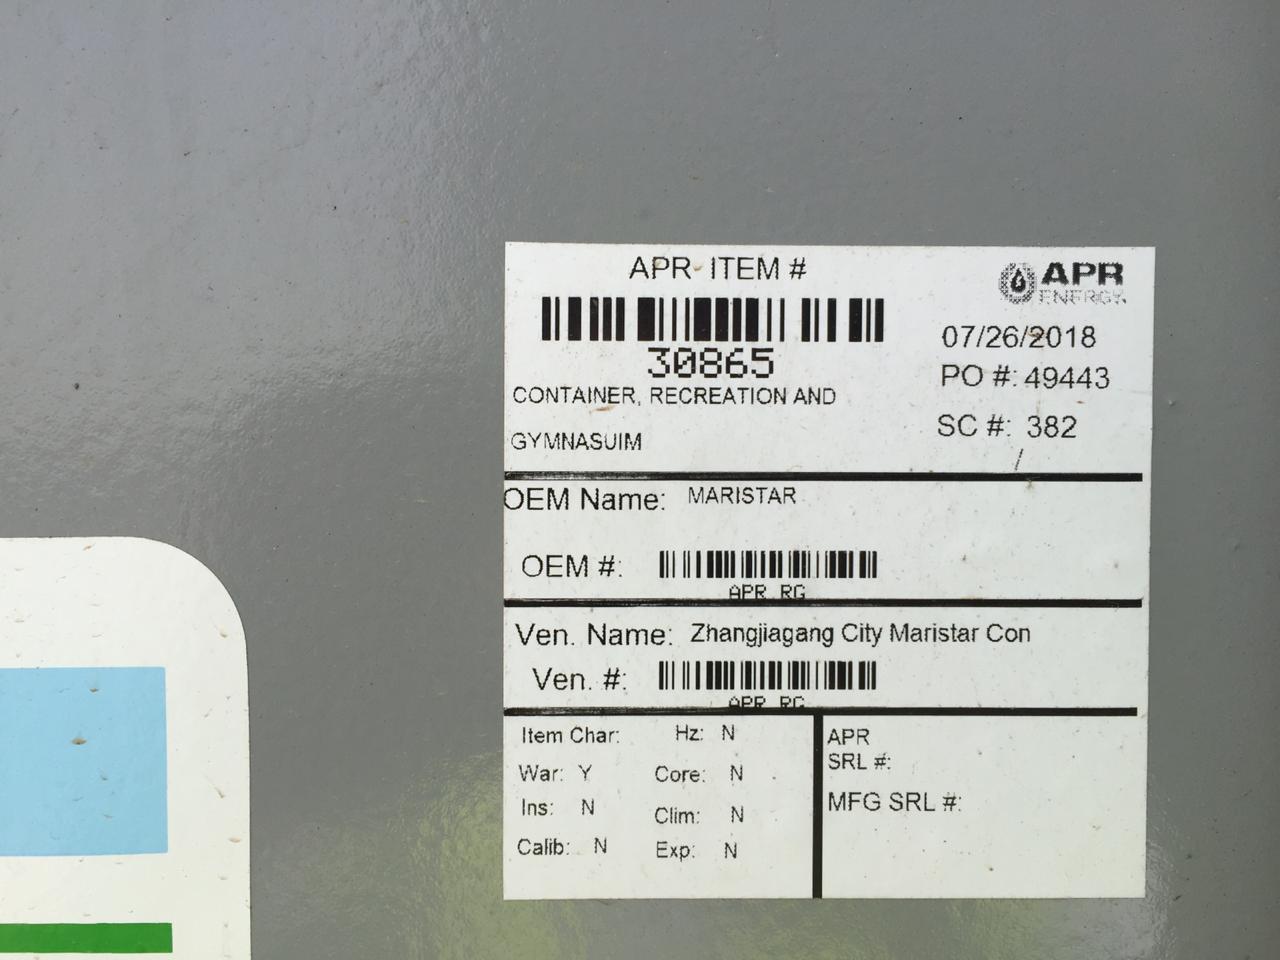 APR ITEM #
APR
ENERGY
30865
07/26/2018
PO #: 49443
SC #: 382
CONTAINER, RECREATION AND
GYMNASUIM
OEM Name: MARISTAR
OEM #:
APR RG
Ven. Name: Zhangjiagang City Maristar Con
Ven. #:
APR RG
Item Char: Hz: N
War: Y Core: N
Ins: N Clim: N
Calib: N Exp: N
APR
SRL #:
MFG SRL #: